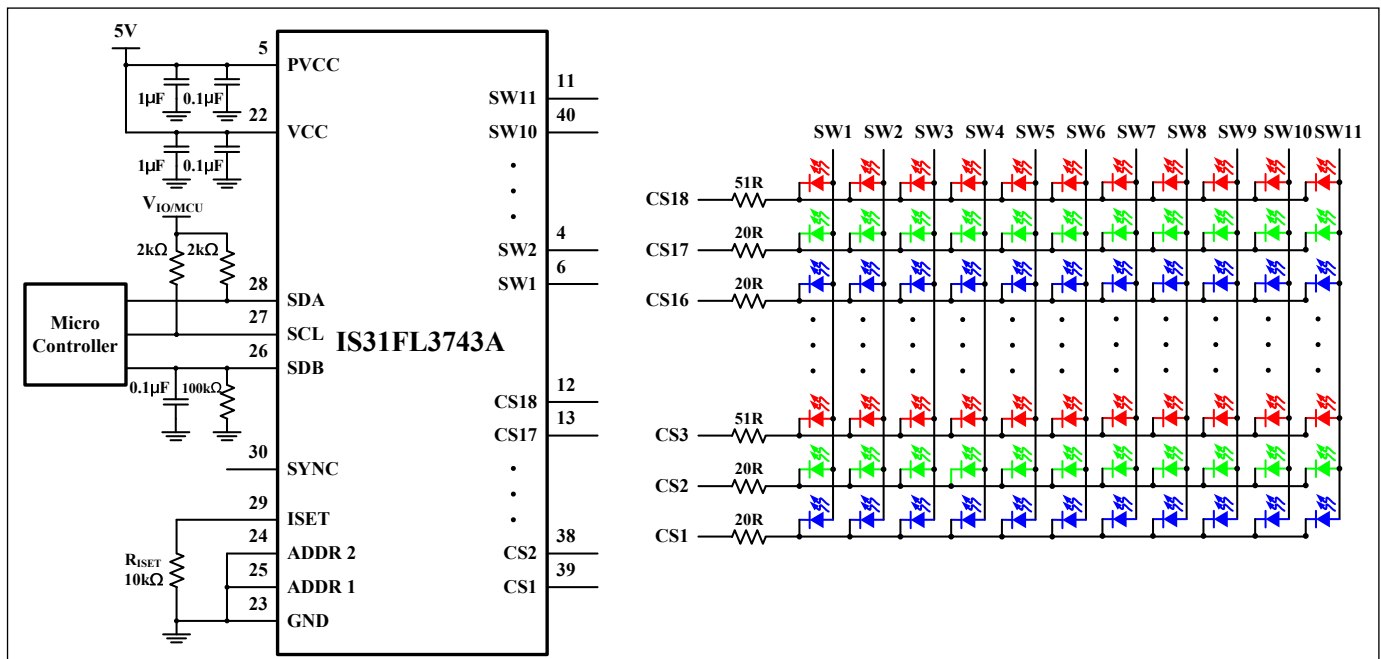 5V
5
PVCC
1µF 0.1µF
22
VCC
1µF 0.1µF
V_IO/MCU
2kΩ 2kΩ
28
SDA
27
SCL
26
SDB
Micro
Controller
0.1µF 100kΩ
30
SYNC
29
ISET
24
ADDR 2
25
ADDR 1
23
GND
R_ISET
10kΩ
IS31FL3743A
11
SW11
40
SW10
4
SW2
6
SW1
12
CS18
13
CS17
38
CS2
39
CS1
SW1 SW2 SW3 SW4 SW5 SW6 SW7 SW8 SW9 SW10 SW11
51R
CS18
20R
CS17
20R
CS16
51R
CS3
20R
CS2
20R
CS1